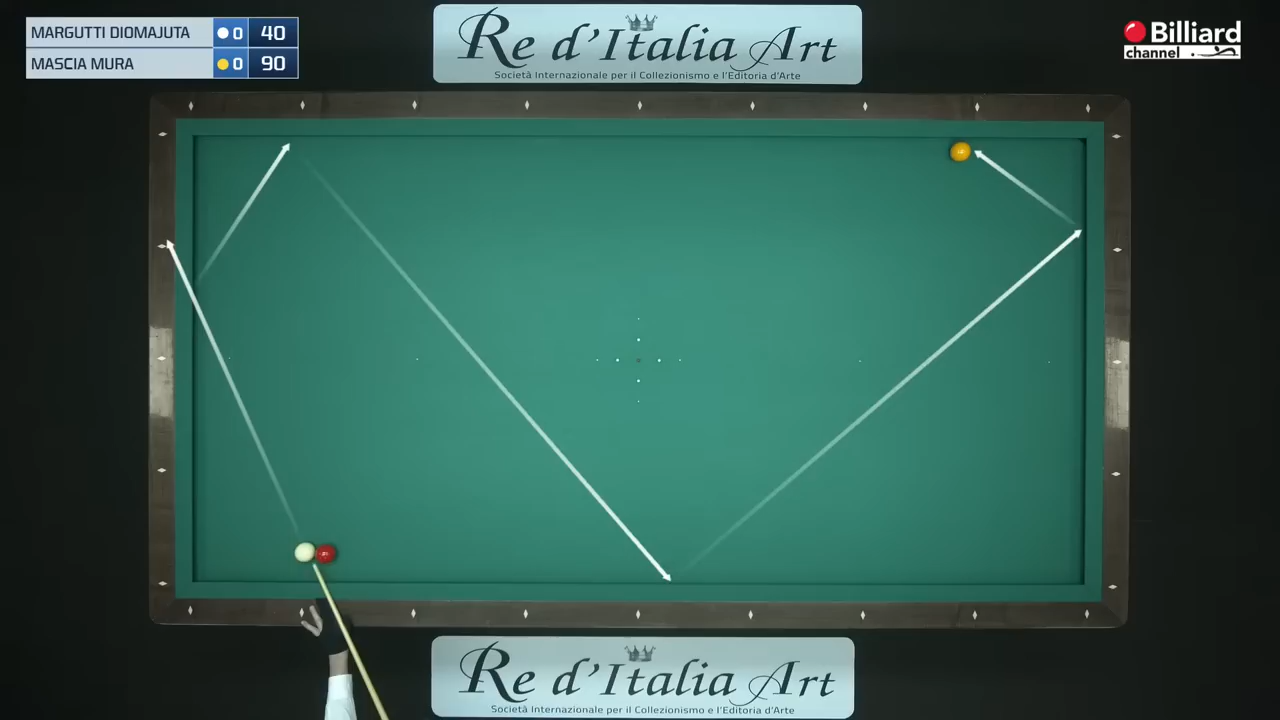 MARGUTTI DIOMAJUTA 0 40
MASCIA MURA 0 90
Re d'Italia Art
Società Internazionale per il Collezionismo e l'Editoria d'Arte
Billiard
channel
Re d'Italia Art
Società Internazionale per il Collezionismo e l'Editoria d'Arte